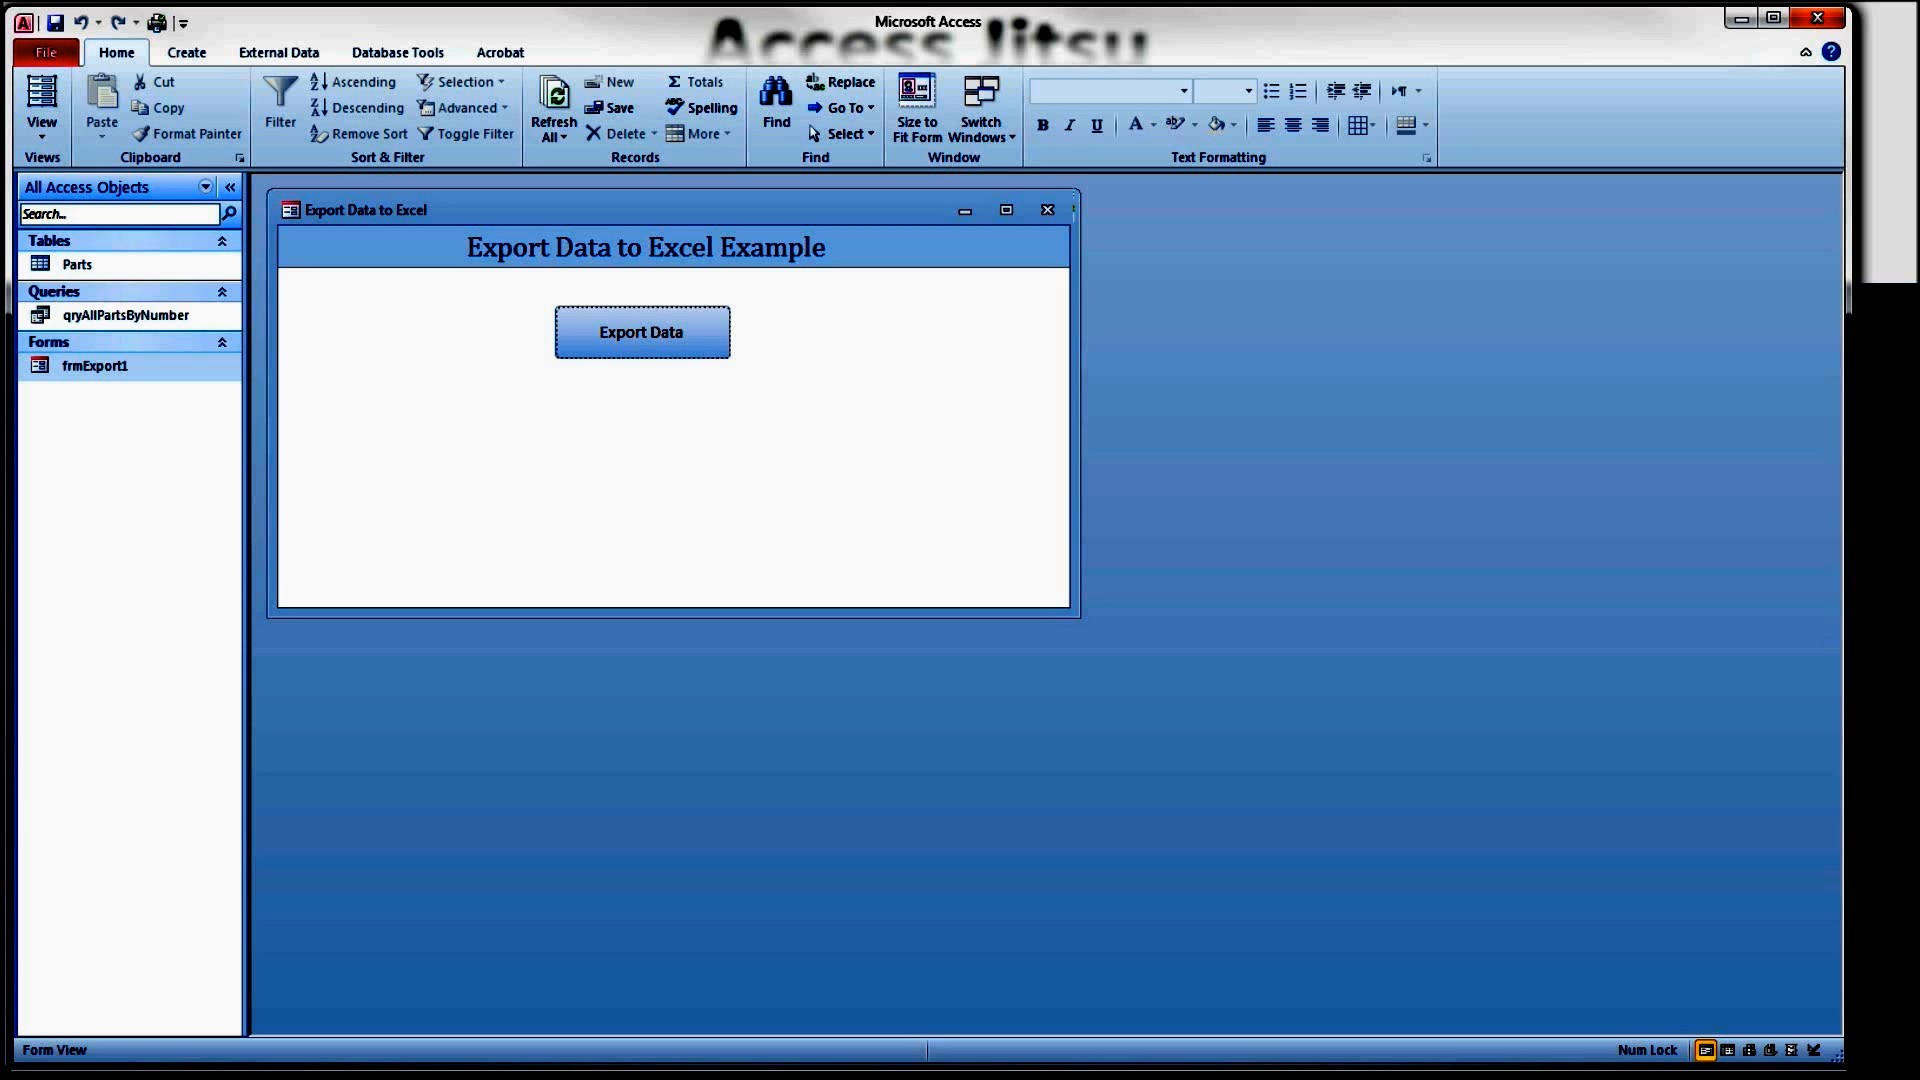 Microsoft Access
Access Jitsu
File Home Create External Data Database Tools Acrobat
View
Views
Paste
Cut
Copy
Format Painter
Clipboard
Filter
Ascending
Descending
Remove Sort
Selection
Advanced
Toggle Filter
Sort & Filter
Refresh
All
New
Save
Delete
Totals
Spelling
More
Records
Find
Replace
Go To
Select
Find
Size to
Fit Form
Switch
Windows
Window
B I U A
Text Formatting
All Access Objects
Search...
Tables
Parts
Queries
qryAllPartsByNumber
Forms
frmExport1
Export Data to Excel
Export Data to Excel Example
Export Data
Form View
Num Lock